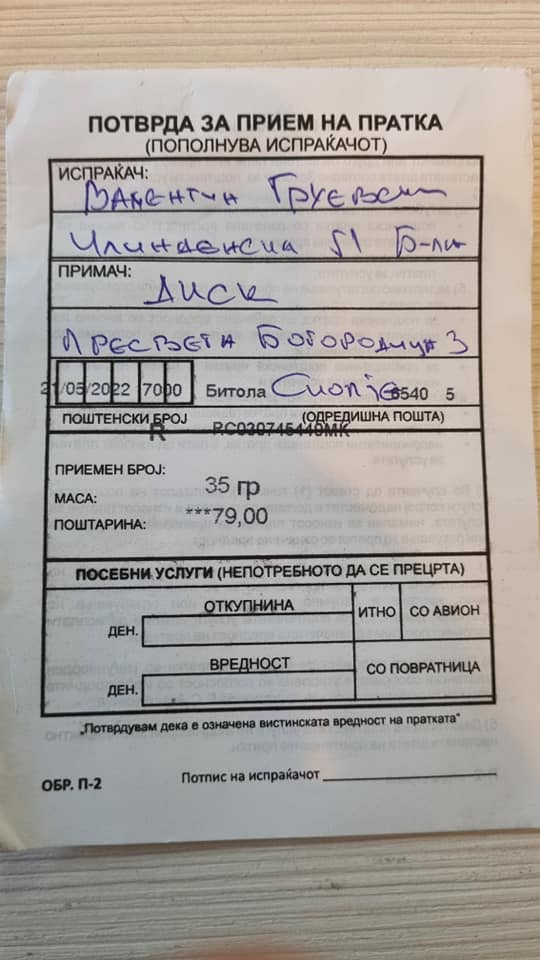 ПОТВРДА ЗА ПРИЕМ НА ПРАТКА
(ПОПОЛНУВА ИСПРАЌАЧОТ)
ИСПРАЌАЧ:
Валентин Груевски
Илинденска 51 Б-ла
ПРИМАЧ:
Диск
Пресвета Богородица 3
21/05/2022 7000 Битола Скопје 6540 5
ПОШТЕНСКИ БРОЈ (ОДРЕДИШНА ПОШТА)
R RC030745440MK
ПРИЕМЕН БРОЈ:
МАСА: 35 гр
ПОШТАРИНА: ***79,00
ПОСЕБНИ УСЛУГИ (НЕПОТРЕБНОТО ДА СЕ ПРЕЦРТА)
ОТКУПНИНА ИТНО СО АВИОН
ДЕН.
ВРЕДНОСТ СО ПОВРАТНИЦА
ДЕН.
"Потврдувам дека е означена вистинската вредност на пратката"
ОБР. П-2 Потпис на испраќачот